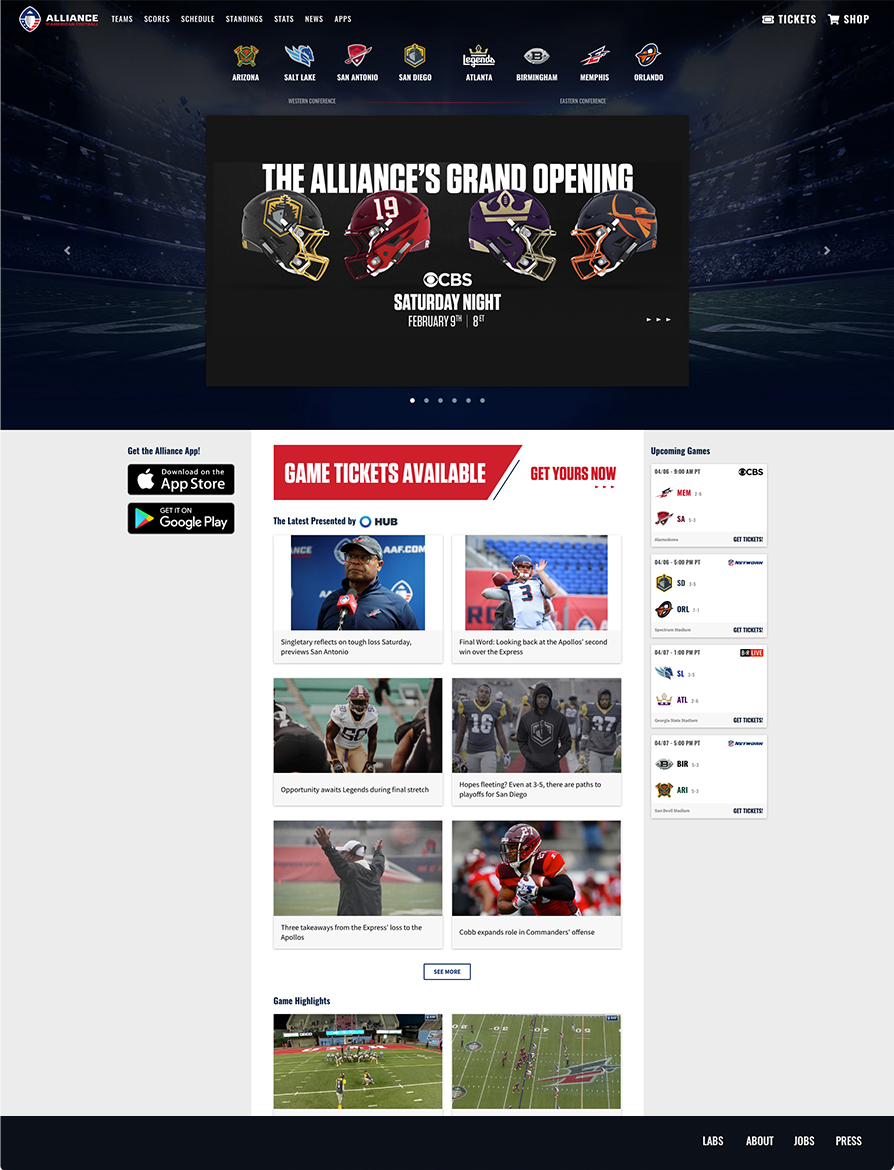 ALLIANCE
OF AMERICAN FOOTBALL
TEAMS SCORES SCHEDULE STANDINGS STATS NEWS APPS
TICKETS SHOP
ARIZONA SALT LAKE SAN ANTONIO SAN DIEGO ATLANTA BIRMINGHAM MEMPHIS ORLANDO
Legends
B
WESTERN CONFERENCE EASTERN CONFERENCE
THE ALLIANCE'S GRAND OPENING
19
CBS
SATURDAY NIGHT
FEBRUARY 9TH | 8 ET
Get the Alliance App!
Download on the
App Store
GET IT ON
Google Play
GAME TICKETS AVAILABLE
GET YOURS NOW
The Latest Presented by HUB
AAF.COM
Singletary reflects on tough loss Saturday,
previews San Antonio
3
Final Word: Looking back at the Apollos' second
win over the Express
50
Opportunity awaits Legends during final stretch
16
37
Hopes fleeting? Even at 3-5, there are paths to
playoffs for San Diego
Three takeaways from the Express' loss to the
Apollos
Cobb expands role in Commanders' offense
SEE MORE
Game Highlights
Upcoming Games
04/06 - 9:00 AM PT CBS
MEM 2-6
SA 5-3
Alamodome GET TICKETS!
04/06 - 5:00 PM PT NFL NETWORK
SD 3-5
ORL
Spectrum Stadium GET TICKETS!
04/07 - 1:00 PM PT B/R LIVE
SL
ATL 2-6
Georgia State Stadium GET TICKETS!
04/07 - 5:00 PM PT NFL NETWORK
BIR 5-3
ARI
Sun Devil Stadium GET TICKETS!
LABS ABOUT JOBS PRESS